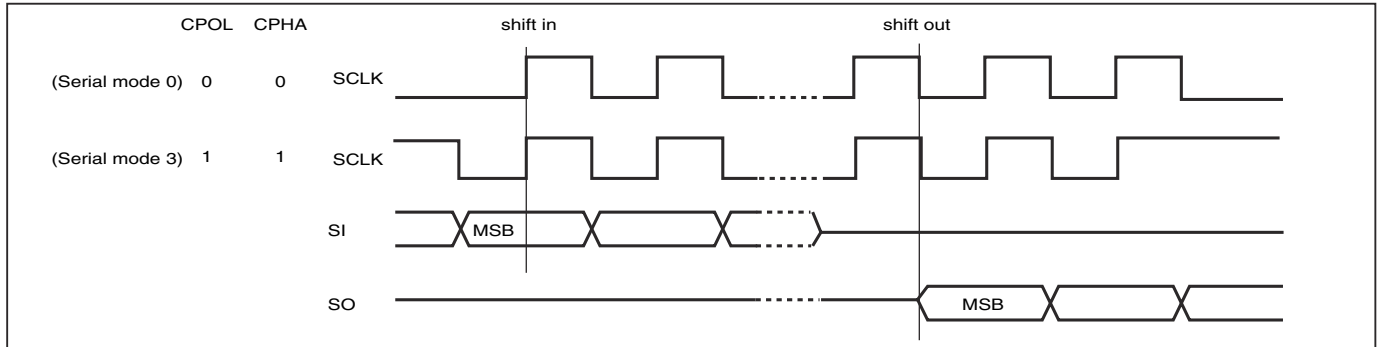 CPOL CPHA shift in shift out
(Serial mode 0) 0 0 SCLK
(Serial mode 3) 1 1 SCLK
SI MSB
SO MSB